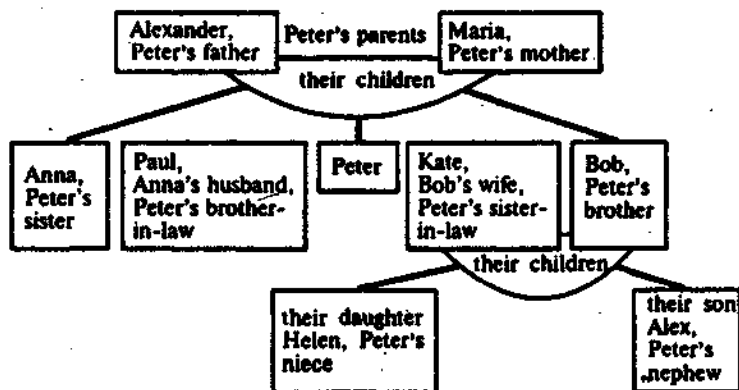 Alexander,
Peter's father
Peter's parents
Maria,
Peter's mother
their children
Anna,
Peter's
sister
Paul,
Anna's husband,
Peter's brother-
in-law
Peter
Kate,
Bob's wife,
Peter's sister-
in-law
Bob,
Peter's
brother
their children
their daughter
Helen, Peter's
niece
their son
Alex,
Peter's
nephew